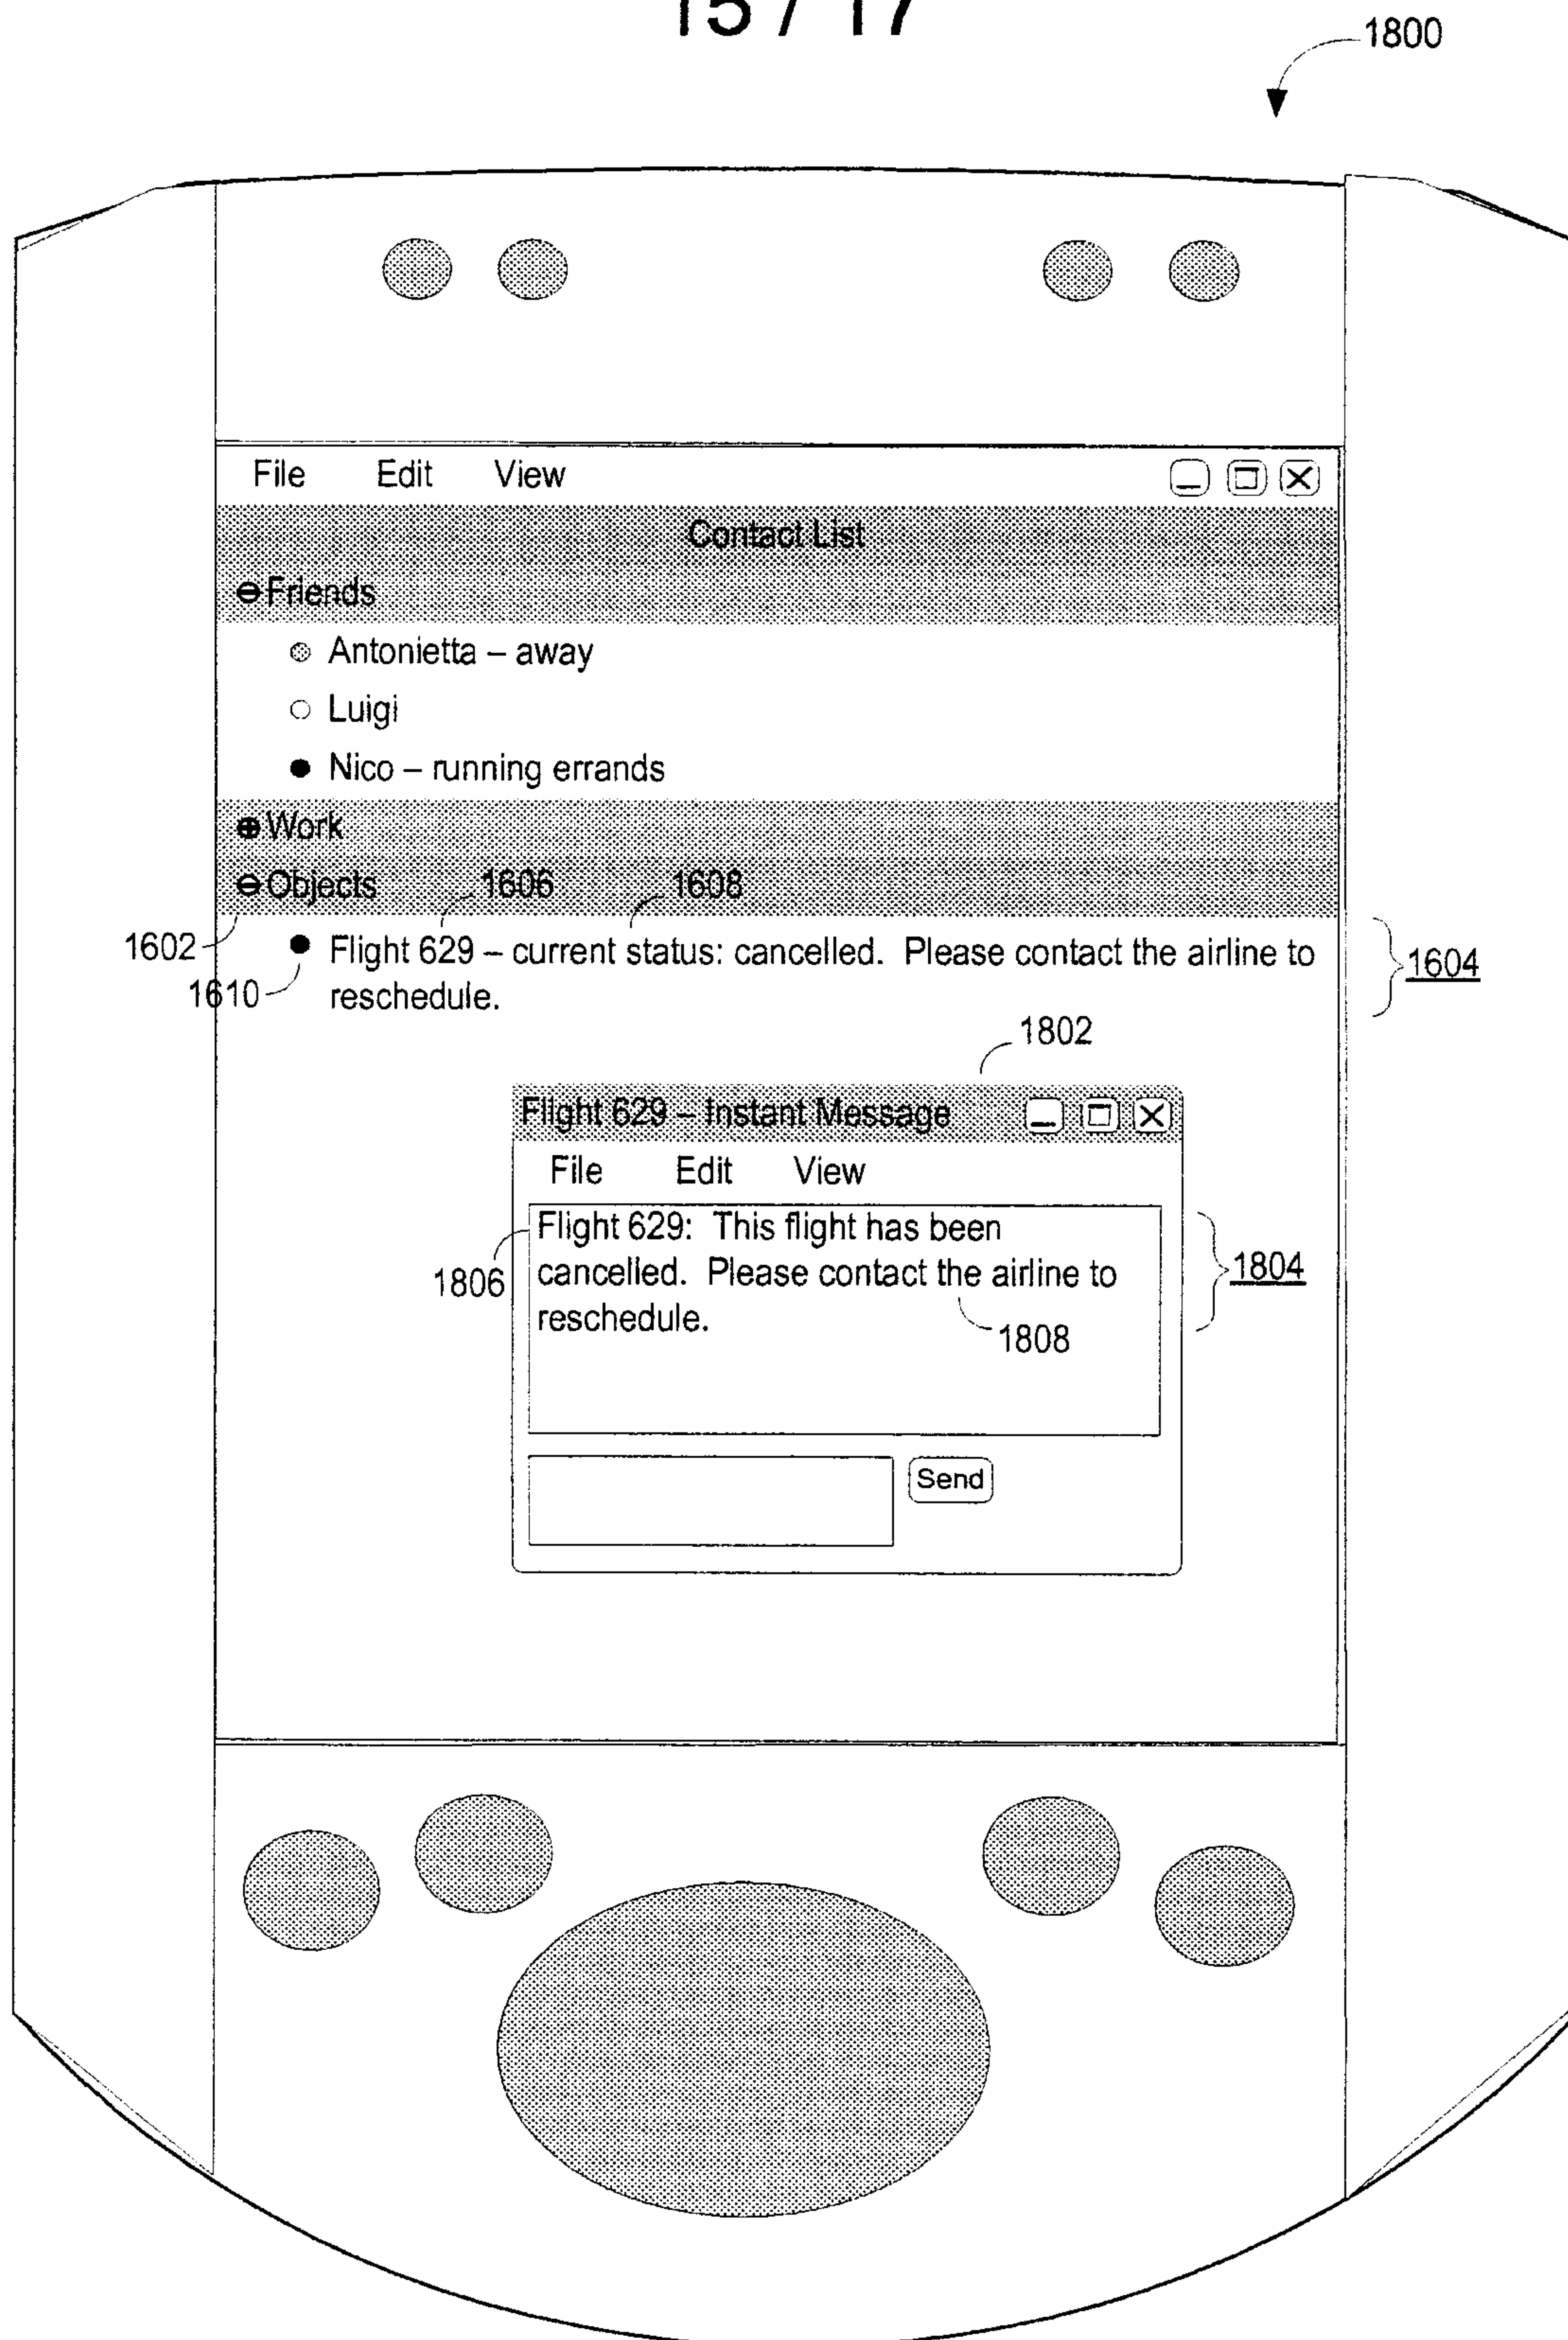 15 / 17
1800
File Edit View
Contact List
Friends
Antonietta – away
Luigi
Nico – running errands
Work
Objects 1606 1608
1602
Flight 629 – current status: cancelled. Please contact the airline to
1604
1610
reschedule.
1802
Flight 629 – Instant Message
File Edit View
Flight 629: This flight has been
1806
cancelled. Please contact the airline to
1804
reschedule.
1808
Send